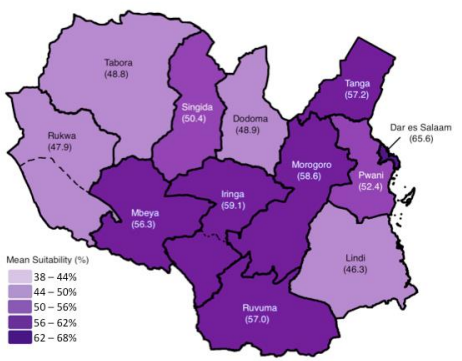 Tabora
(48.8)
Singida
(50.4)
Dodoma
(48.9)
Tanga
(57.2)
Dar es Salaam
(65.6)
Rukwa
(47.9)
Morogoro
(58.6)
Pwani
(52.4)
Iringa
(59.1)
Mbeya
(56.3)
Lindi
(46.3)
Ruvuma
(57.0)
Mean Suitability (%)
38 – 44%
44 – 50%
50 – 56%
56 – 62%
62 – 68%